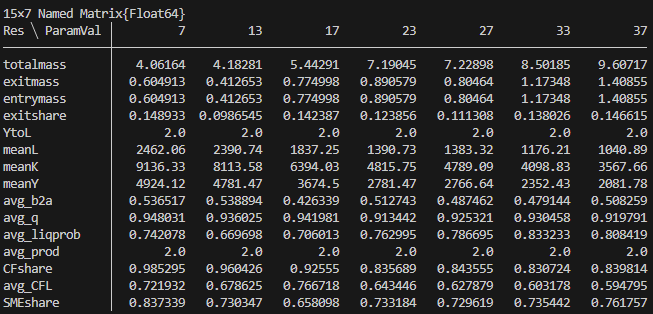 15×7 Named Matrix{Float64}
Res ╲ ParamVal │ 7 13 17 23 27 33 37
totalmass │ 4.06164 4.18281 5.44291 7.19045 7.22898 8.50185 9.60717
exitmass │ 0.604913 0.412653 0.774998 0.890579 0.80464 1.17348 1.40855
entrymass │ 0.604913 0.412653 0.774998 0.890579 0.80464 1.17348 1.40855
exitshare │ 0.148933 0.0986545 0.142387 0.123856 0.111308 0.138026 0.146615
YtoL │ 2.0 2.0 2.0 2.0 2.0 2.0 2.0
meanL │ 2462.06 2390.74 1837.25 1390.73 1383.32 1176.21 1040.89
meanK │ 9136.33 8113.58 6394.03 4815.75 4789.09 4098.83 3567.66
meanY │ 4924.12 4781.47 3674.5 2781.47 2766.64 2352.43 2081.78
avg_b2a │ 0.536517 0.538894 0.426339 0.512743 0.487462 0.479144 0.508259
avg_q │ 0.948031 0.936025 0.941981 0.913442 0.925321 0.930458 0.919791
avg_liqprob │ 0.742078 0.669698 0.706013 0.762995 0.786695 0.833233 0.808419
avg_prod │ 2.0 2.0 2.0 2.0 2.0 2.0 2.0
CFshare │ 0.985295 0.960426 0.92555 0.835689 0.843555 0.830724 0.839814
avg_CFL │ 0.721932 0.678625 0.766718 0.643446 0.627879 0.603178 0.594795
SMEshare │ 0.837339 0.730347 0.658098 0.733184 0.729619 0.735442 0.761757